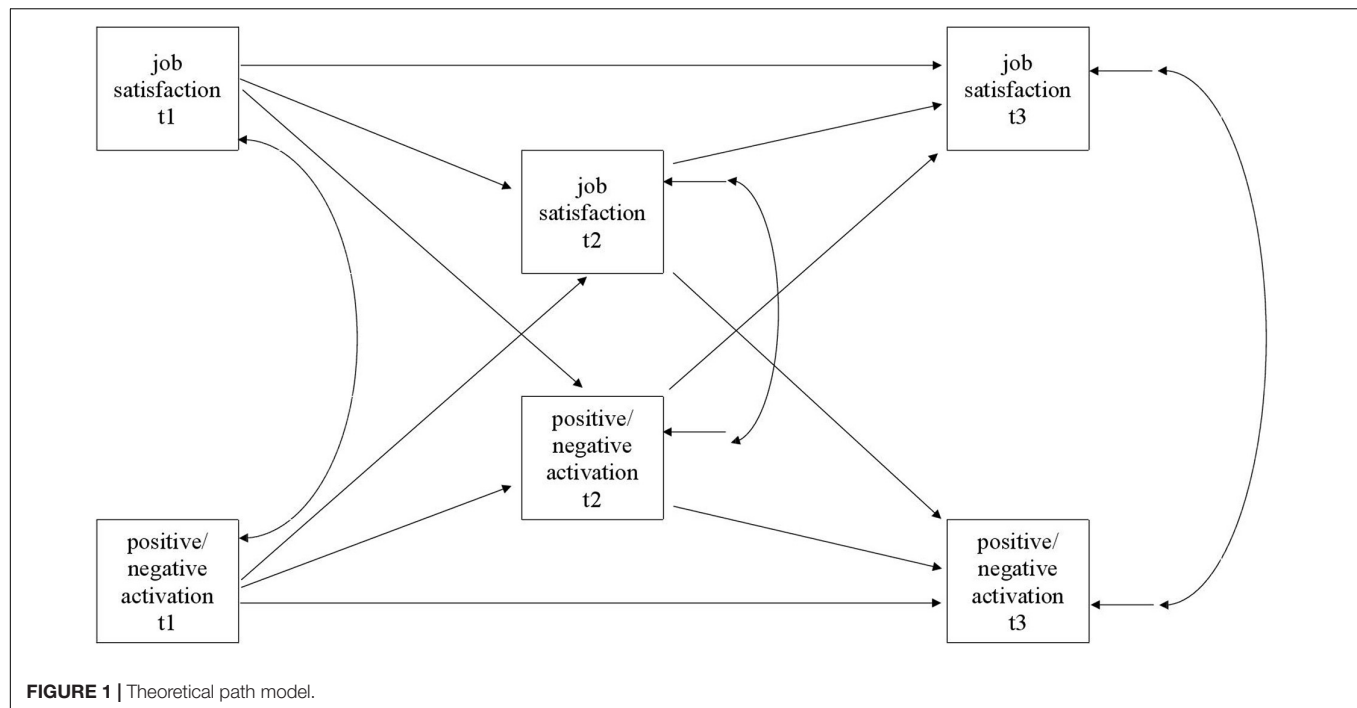 job
satisfaction
t1
job
satisfaction
t3
job
satisfaction
t2
positive/
negative
activation
t2
positive/
negative
activation
t1
positive/
negative
activation
t3
FIGURE 1 | Theoretical path model.